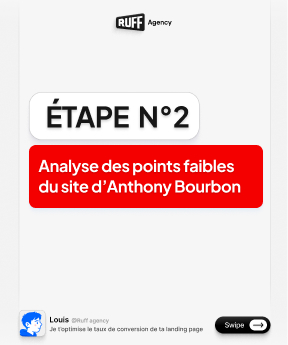 RUFF Agency
ÉTAPE N°2
Analyse des points faibles
du site d'Anthony Bourbon
Louis @Ruff agency
Je t'optimise le taux de conversion de ta landing page
Swipe